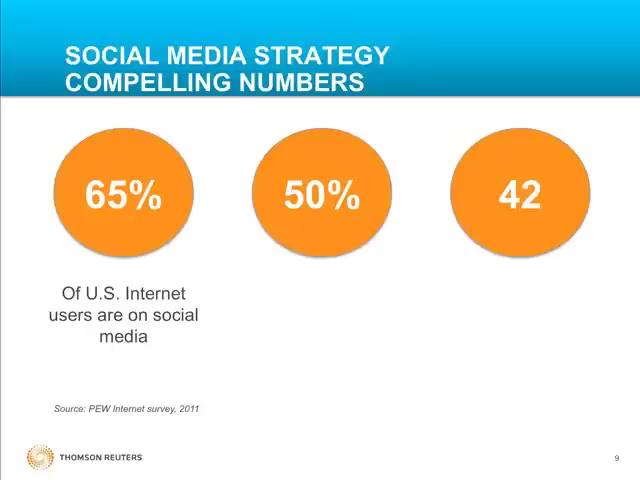 SOCIAL MEDIA STRATEGY
COMPELLING NUMBERS
65%
50%
42
Of U.S. Internet
users are on social
media
Source: PEW Internet survey, 2011
THOMSON REUTERS
9